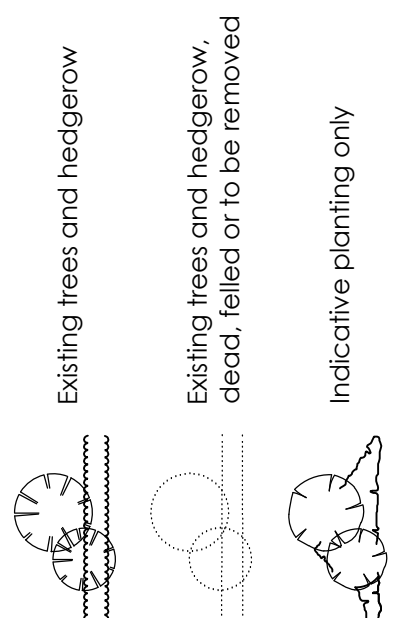 Existing trees and hedgerow
Existing trees and hedgerow,
dead, felled or to be removed
Indicative planting only